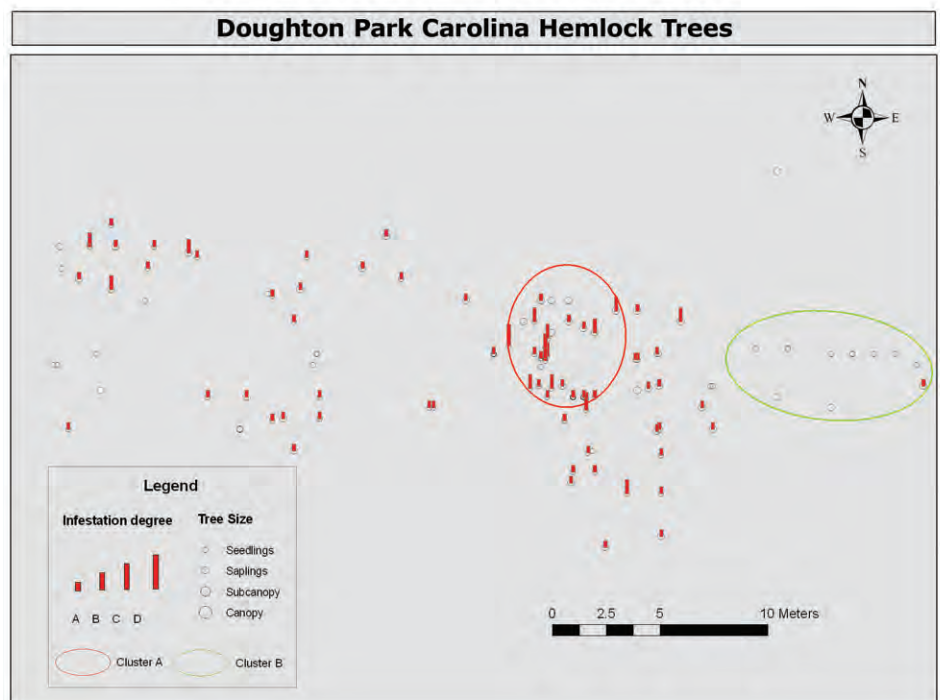 Doughton Park Carolina Hemlock Trees
N
W E
S
Legend
Infestation degree Tree Size
Seedlings
Saplings
Subcanopy
Canopy
A B C D
Cluster A Cluster B
0 2.5 5 10 Meters